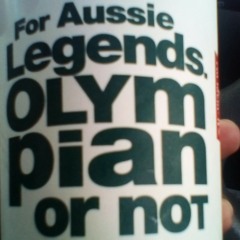 For Aussie
Legends.
OLYM
pian
or not